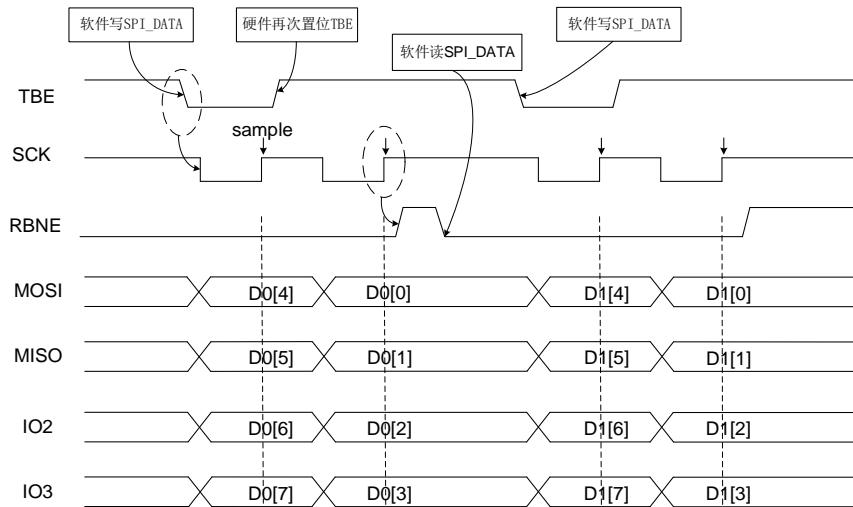 软件写SPI_DATA
硬件再次置位TBE
软件读SPI_DATA
软件写SPI_DATA
TBE
sample
SCK
RBNE
MOSI D0[4] D0[0] D1[4] D1[0]
MISO D0[5] D0[1] D1[5] D1[1]
IO2 D0[6] D0[2] D1[6] D1[2]
IO3 D0[7] D0[3] D1[7] D1[3]